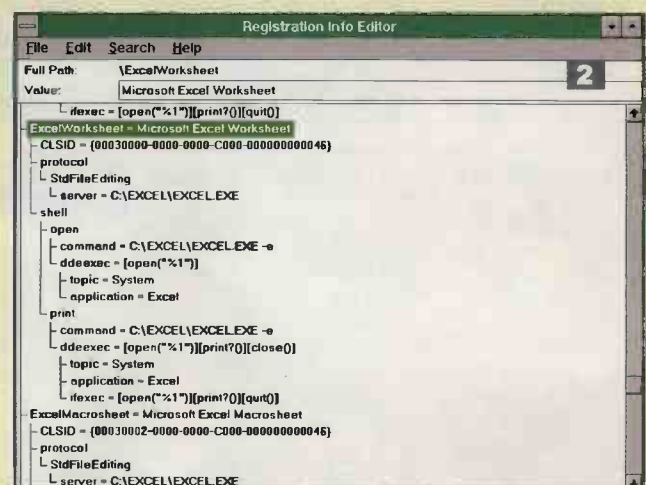 Registration Info Editor
File Edit Search Help
Full Path: \ExcelWorksheet
2
Value: Microsoft Excel Worksheet
ifexec = [open("%1")][print?()][quit()]
ExcelWorksheet = Microsoft Excel Worksheet
CLSID = {00030000-0000-0000-C000-000000000046}
protocol
StdFileEditing
server = C:\EXCEL\EXCEL.EXE
shell
open
command = C:\EXCEL\EXCEL.EXE -e
ddeexec = [open("%1")]
topic = System
application = Excel
print
command = C:\EXCEL\EXCEL.EXE -e
ddeexec = [open("%1")][print?()][close()]
topic = System
application = Excel
ifexec = [open("%1")][print?()][quit()]
ExcelMacrosheet = Microsoft Excel Macrosheet
CLSID = {00030002-0000-0000-C000-000000000046}
protocol
StdFileEditing
server = C:\EXCEL\EXCEL.EXE